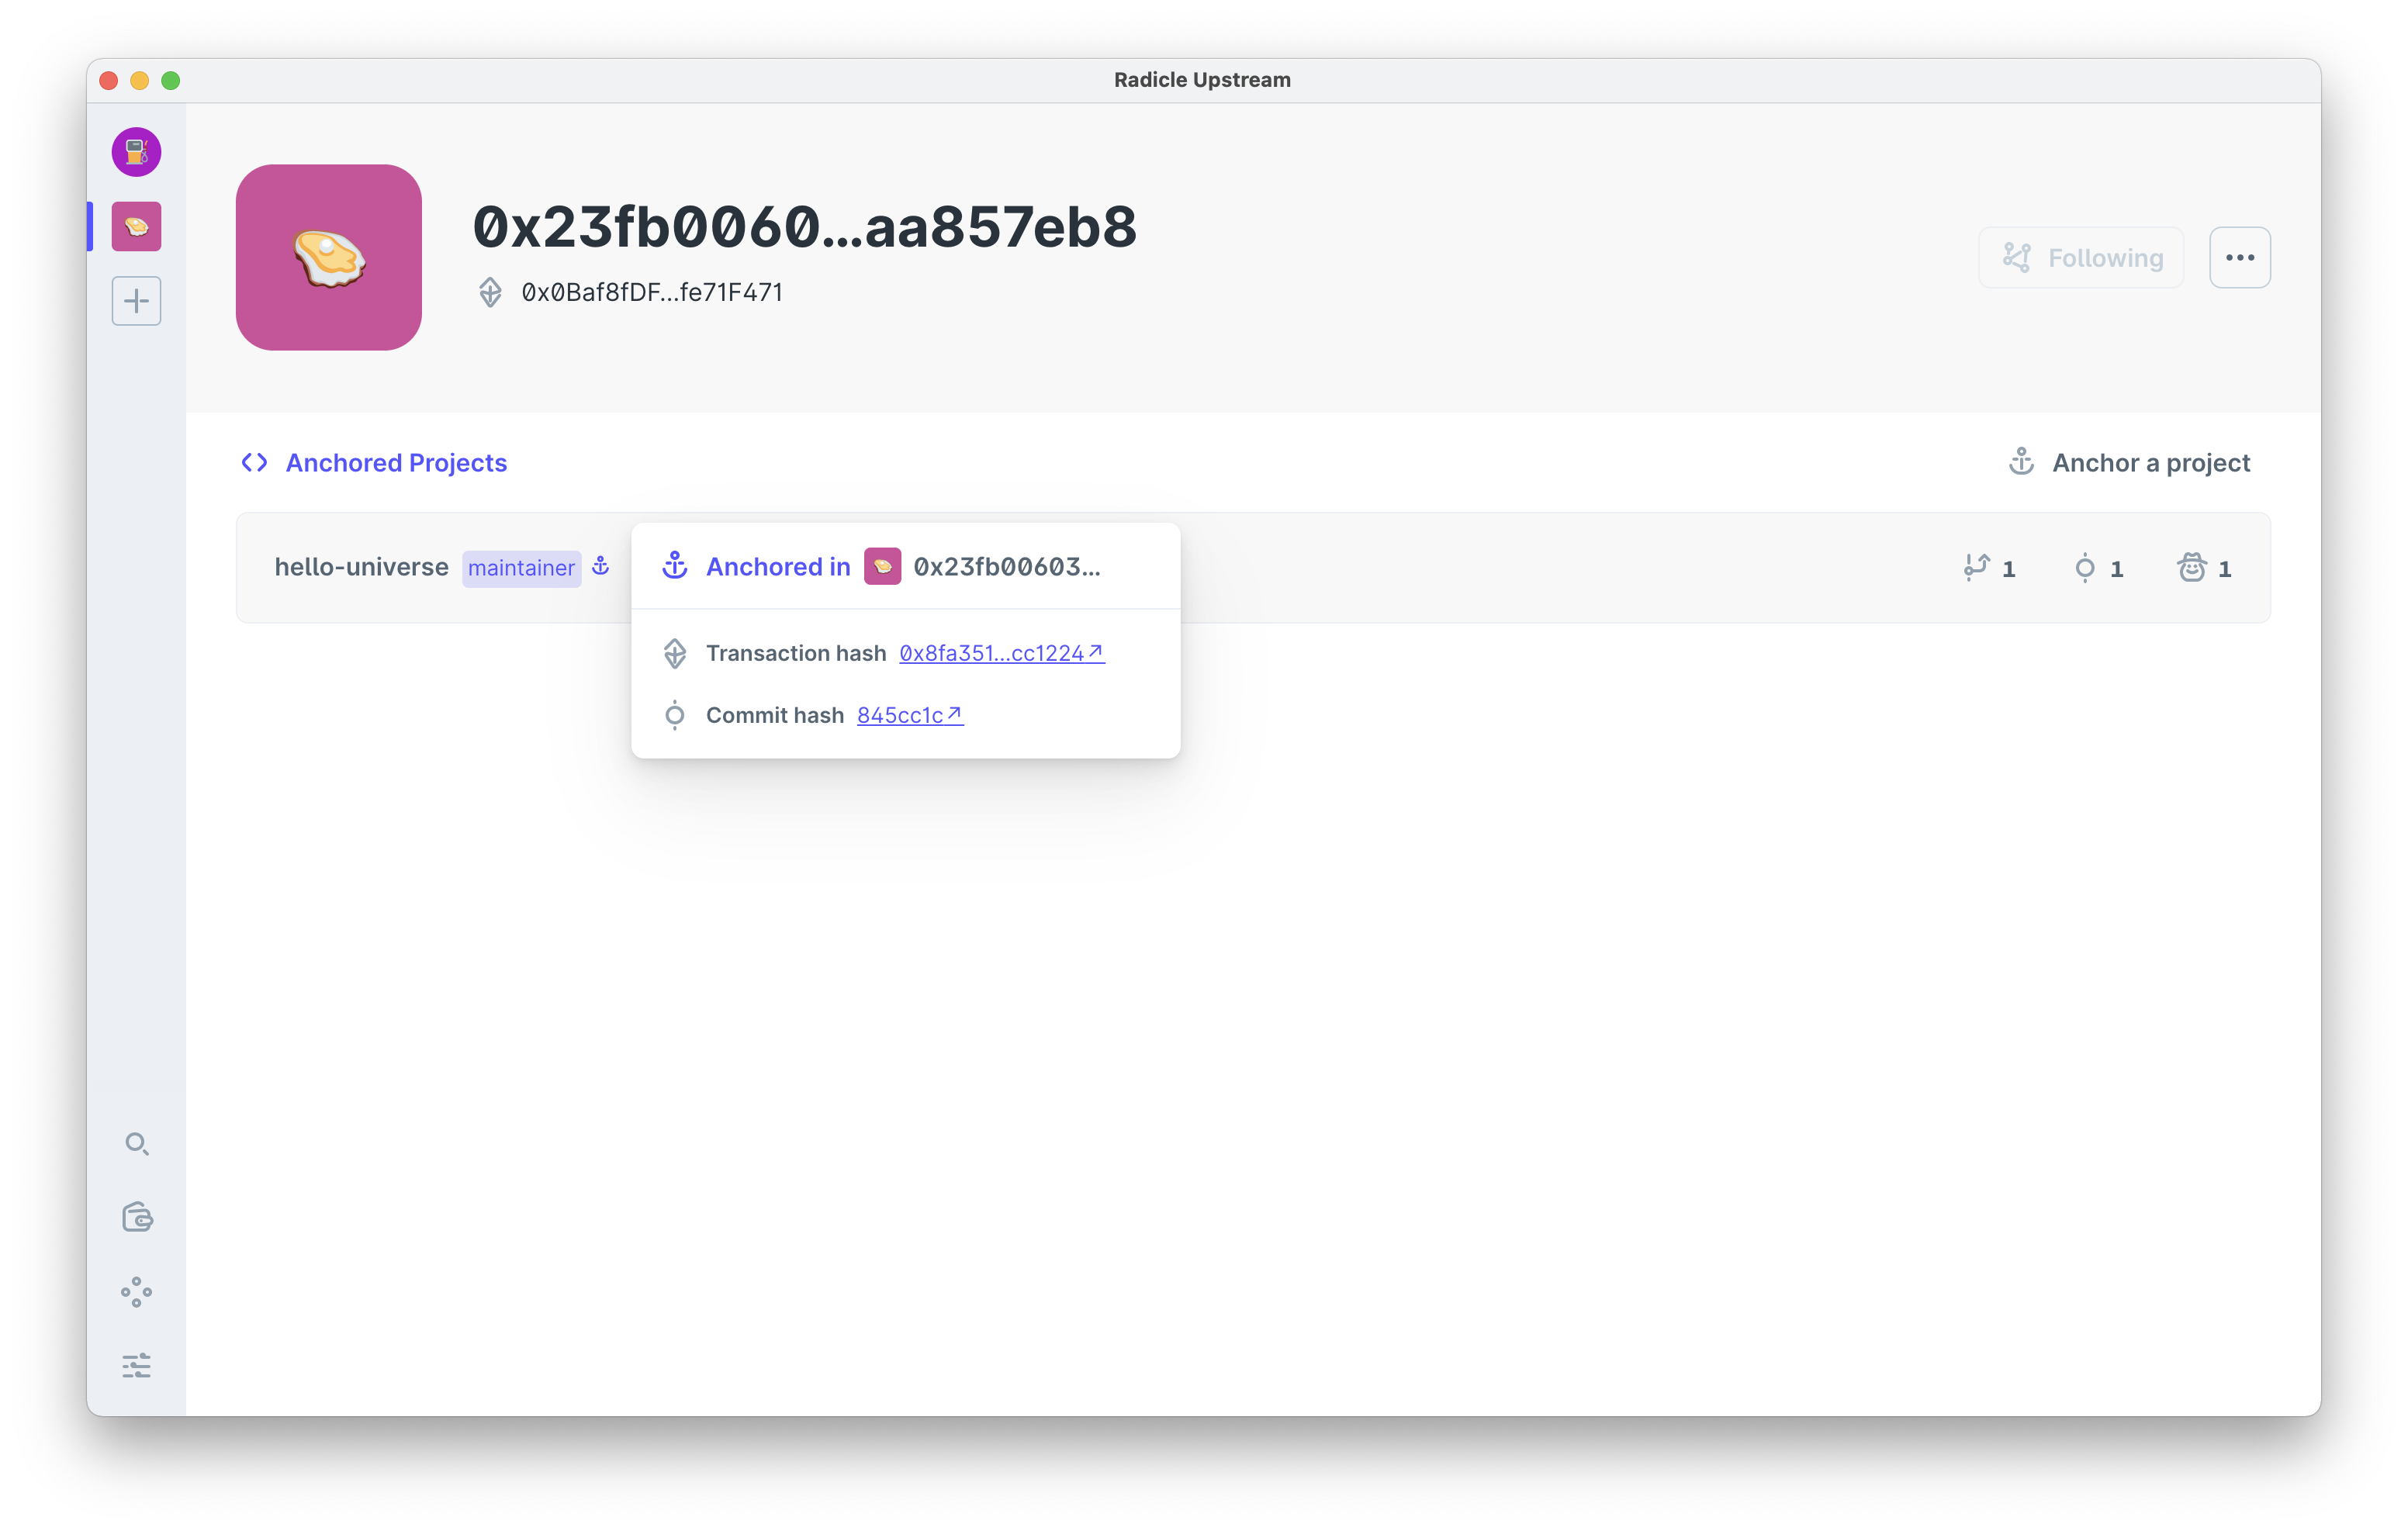 Radicle Upstream
0x23fb0060…aa857eb8
0x0Baf8fDF…fe71F471
Following
Anchored Projects
Anchor a project
hello-universe maintainer
1 1 1
Anchored in 0x23fb00603…
Transaction hash 0x8fa351…cc1224↗
Commit hash 845cc1c↗